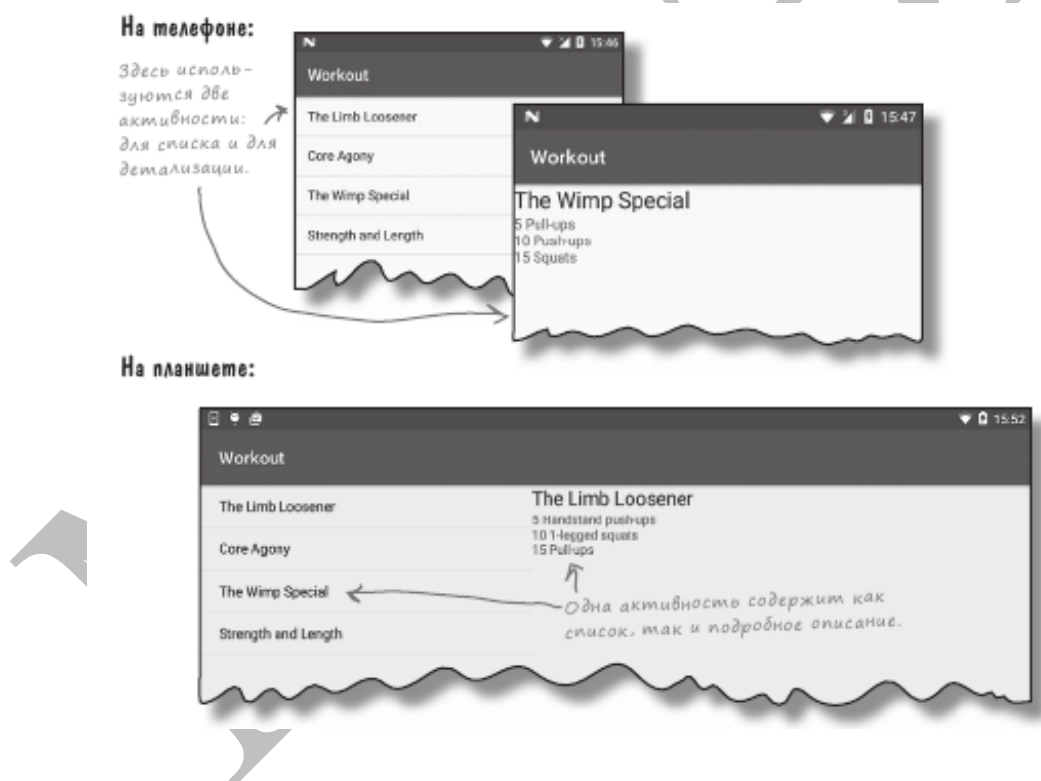 На телефоне:
Здесь исполь-
зуются две
активности:
для списка и для
детализации.
15:46
Workout
The Limb Loosener
Core Agony
The Wimp Special
Strength and Length
15:47
Workout
The Wimp Special
5 Pull-ups
10 Push-ups
15 Squats
На планшете:
15:52
Workout
The Limb Loosener
Core Agony
The Wimp Special
Strength and Length
The Limb Loosener
5 Handstand push-ups
10 1-legged squats
15 Pull-ups
Одна активность содержит как
список, так и подробное описание.